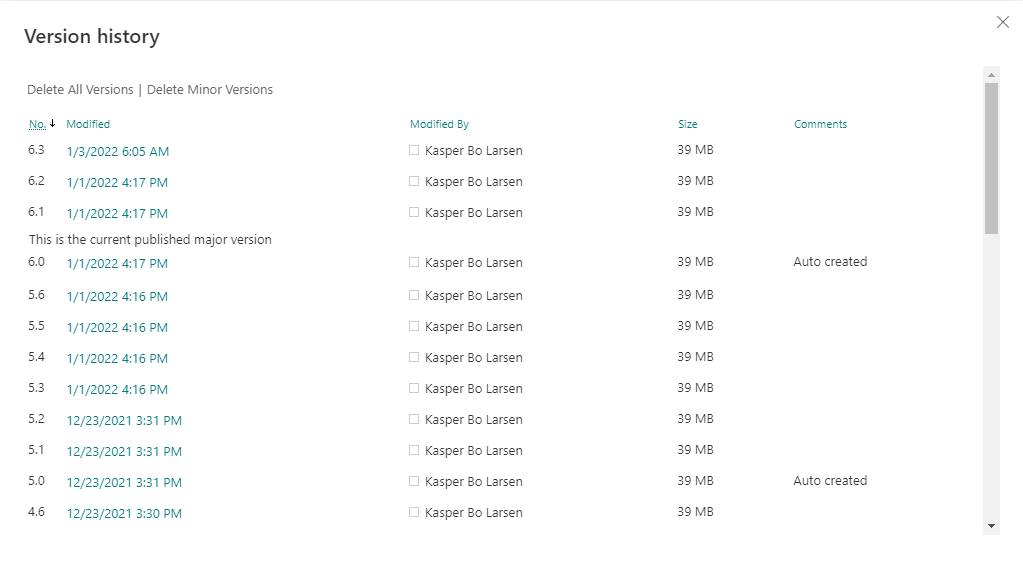 Version history
Delete All Versions | Delete Minor Versions
No. Modified Modified By Size Comments
6.3 1/3/2022 6:05 AM Kasper Bo Larsen 39 MB
6.2 1/1/2022 4:17 PM Kasper Bo Larsen 39 MB
6.1 1/1/2022 4:17 PM Kasper Bo Larsen 39 MB
This is the current published major version
6.0 1/1/2022 4:17 PM Kasper Bo Larsen 39 MB Auto created
5.6 1/1/2022 4:16 PM Kasper Bo Larsen 39 MB
5.5 1/1/2022 4:16 PM Kasper Bo Larsen 39 MB
5.4 1/1/2022 4:16 PM Kasper Bo Larsen 39 MB
5.3 1/1/2022 4:16 PM Kasper Bo Larsen 39 MB
5.2 12/23/2021 3:31 PM Kasper Bo Larsen 39 MB
5.1 12/23/2021 3:31 PM Kasper Bo Larsen 39 MB
5.0 12/23/2021 3:31 PM Kasper Bo Larsen 39 MB Auto created
4.6 12/23/2021 3:30 PM Kasper Bo Larsen 39 MB